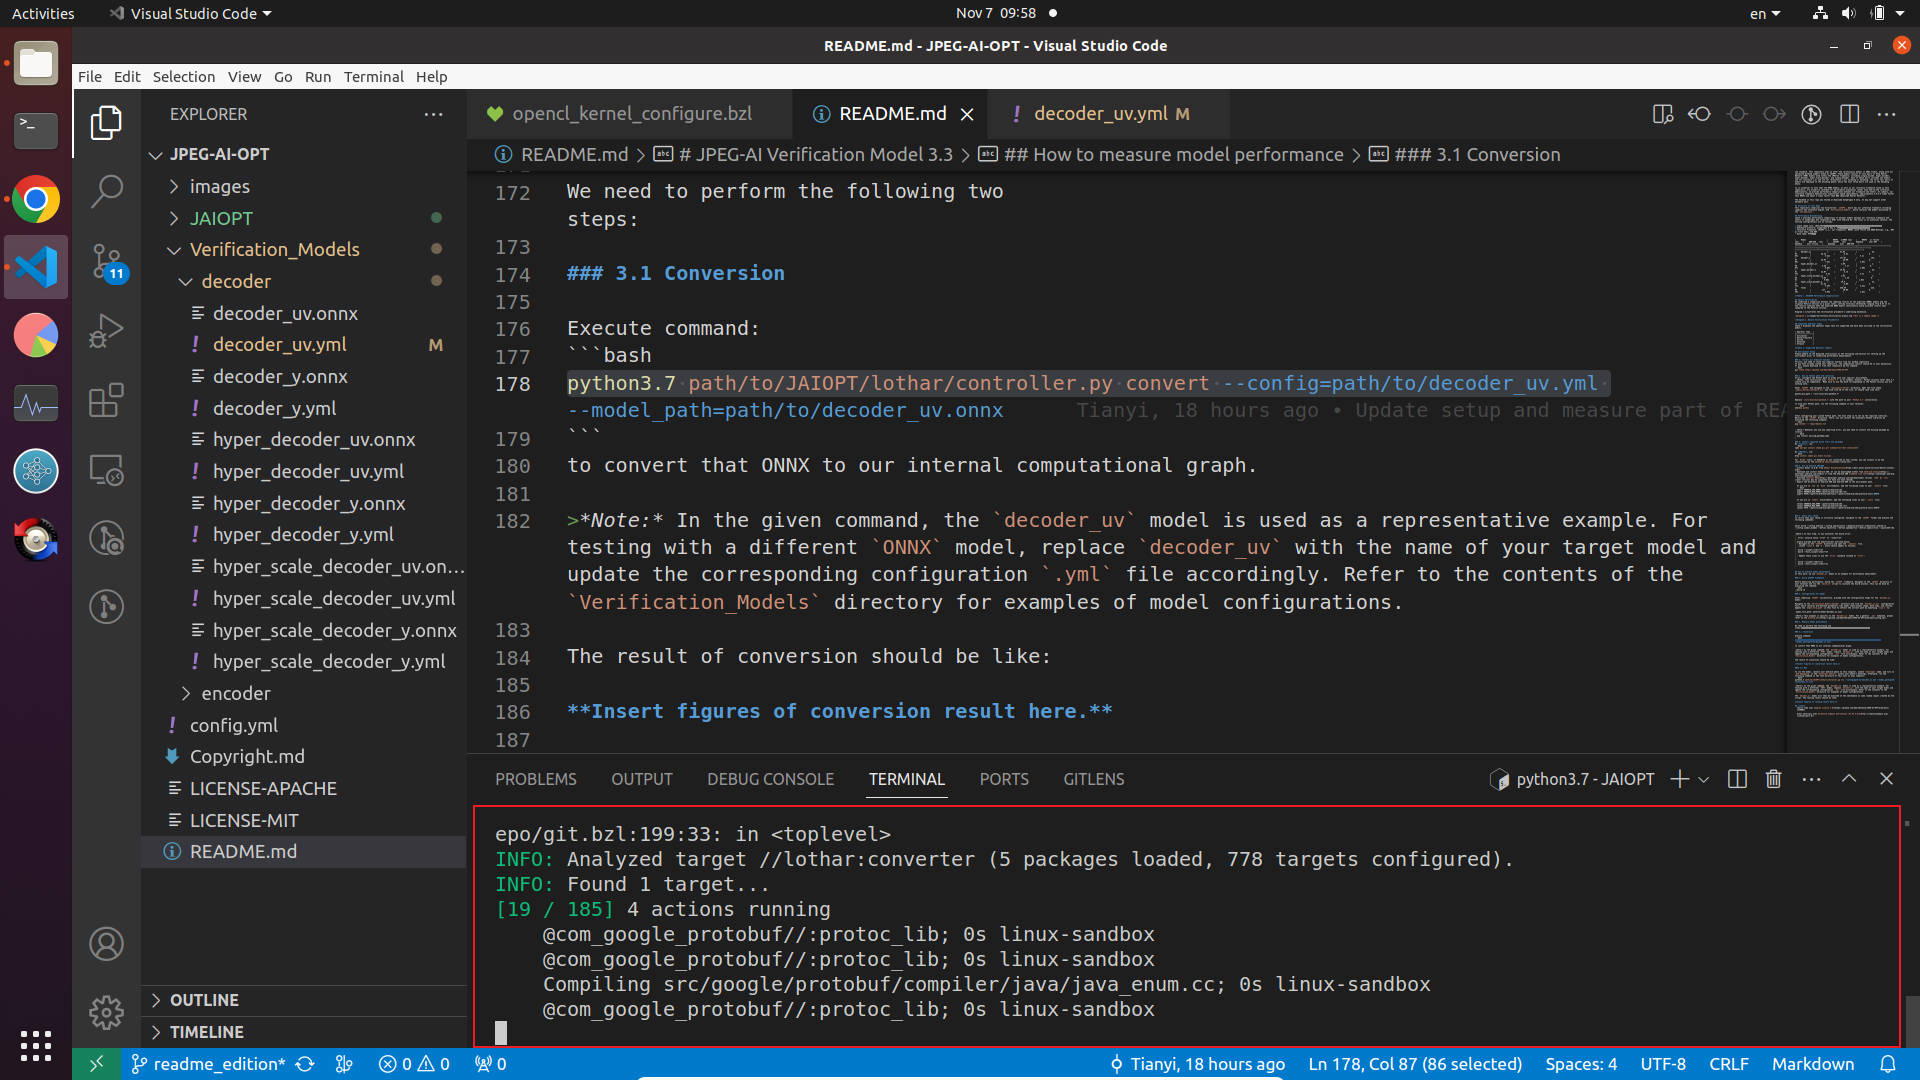 Activities
Visual Studio Code
Nov 7 09:58
en
README.md - JPEG-AI-OPT - Visual Studio Code
File Edit Selection View Go Run Terminal Help
EXPLORER
JPEG-AI-OPT
images
JAIOPT
Verification_Models
decoder
decoder_uv.onnx
decoder_uv.yml M
decoder_y.onnx
decoder_y.yml
hyper_decoder_uv.onnx
hyper_decoder_uv.yml
hyper_decoder_y.onnx
hyper_decoder_y.yml
hyper_scale_decoder_uv.on...
hyper_scale_decoder_uv.yml
hyper_scale_decoder_y.onnx
hyper_scale_decoder_y.yml
encoder
config.yml
Copyright.md
LICENSE-APACHE
LICENSE-MIT
README.md
OUTLINE
TIMELINE
11
opencl_kernel_configure.bzl
README.md
decoder_uv.yml M
README.md > # JPEG-AI Verification Model 3.3 > ## How to measure model performance > ### 3.1 Conversion
172 We need to perform the following two
steps:
173
174 ### 3.1 Conversion
175
176 Execute command:
177 ```bash
178 python3.7 path/to/JAIOPT/lothar/controller.py convert --config=path/to/decoder_uv.yml
--model_path=path/to/decoder_uv.onnx Tianyi, 18 hours ago • Update setup and measure part of REA
179 ```
180 to convert that ONNX to our internal computational graph.
181
182 >*Note:* In the given command, the `decoder_uv` model is used as a representative example. For
testing with a different `ONNX` model, replace `decoder_uv` with the name of your target model and
update the corresponding configuration `.yml` file accordingly. Refer to the contents of the
`Verification_Models` directory for examples of model configurations.
183
184 The result of conversion should be like:
185
186 **Insert figures of conversion result here.**
187
PROBLEMS OUTPUT DEBUG CONSOLE TERMINAL PORTS GITLENS
python3.7 - JAIOPT
epo/git.bzl:199:33: in <toplevel>
INFO: Analyzed target //lothar:converter (5 packages loaded, 778 targets configured).
INFO: Found 1 target...
[19 / 185] 4 actions running
@com_google_protobuf//:protoc_lib; 0s linux-sandbox
@com_google_protobuf//:protoc_lib; 0s linux-sandbox
Compiling src/google/protobuf/compiler/java/java_enum.cc; 0s linux-sandbox
@com_google_protobuf//:protoc_lib; 0s linux-sandbox
readme_edition* 0 0 0
Tianyi, 18 hours ago Ln 178, Col 87 (86 selected) Spaces: 4 UTF-8 CRLF Markdown